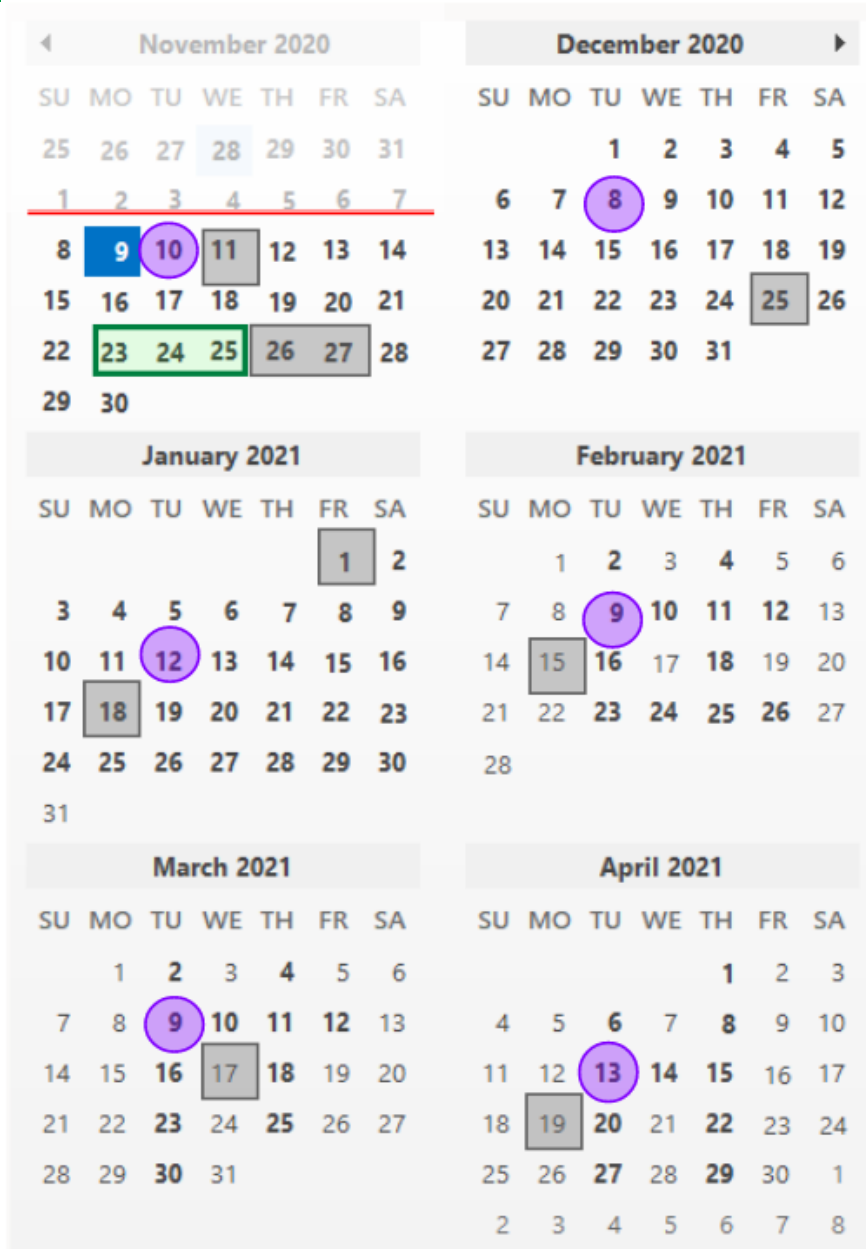 November 2020
SU MO TU WE TH FR SA
25 26 27 28 29 30 31
1 2 3 4 5 6 7
8 9 10 11 12 13 14
15 16 17 18 19 20 21
22 23 24 25 26 27 28
29 30
December 2020
SU MO TU WE TH FR SA
1 2 3 4 5
6 7 8 9 10 11 12
13 14 15 16 17 18 19
20 21 22 23 24 25 26
27 28 29 30 31
January 2021
SU MO TU WE TH FR SA
1 2
3 4 5 6 7 8 9
10 11 12 13 14 15 16
17 18 19 20 21 22 23
24 25 26 27 28 29 30
31
February 2021
SU MO TU WE TH FR SA
1 2 3 4 5 6
7 8 9 10 11 12 13
14 15 16 17 18 19 20
21 22 23 24 25 26 27
28
March 2021
SU MO TU WE TH FR SA
1 2 3 4 5 6
7 8 9 10 11 12 13
14 15 16 17 18 19 20
21 22 23 24 25 26 27
28 29 30 31
April 2021
SU MO TU WE TH FR SA
1 2 3
4 5 6 7 8 9 10
11 12 13 14 15 16 17
18 19 20 21 22 23 24
25 26 27 28 29 30 1
2 3 4 5 6 7 8